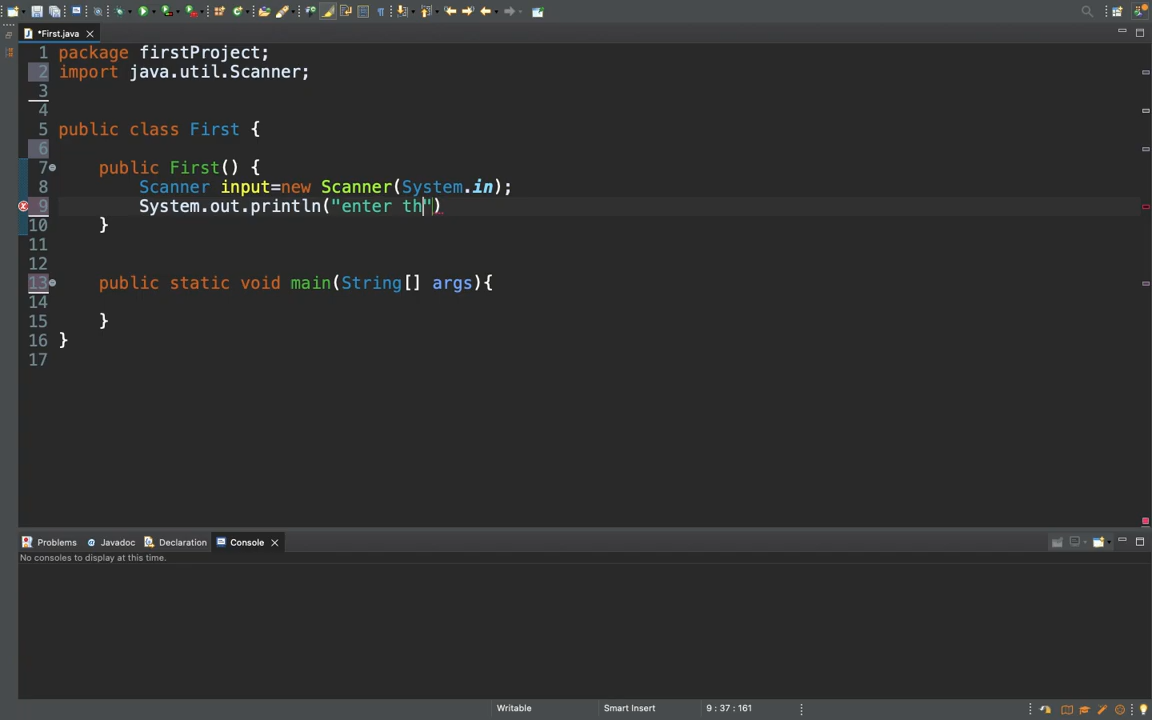 *First.java
1 package firstProject;
2 import java.util.Scanner;
3
4
5 public class First {
6
7 public First() {
8 Scanner input=new Scanner(System.in);
9 System.out.println("enter th")
10 }
11
12
13 public static void main(String[] args){
14
15 }
16 }
17
Problems Javadoc Declaration Console
No consoles to display at this time.
Writable Smart Insert 9 : 37 : 161